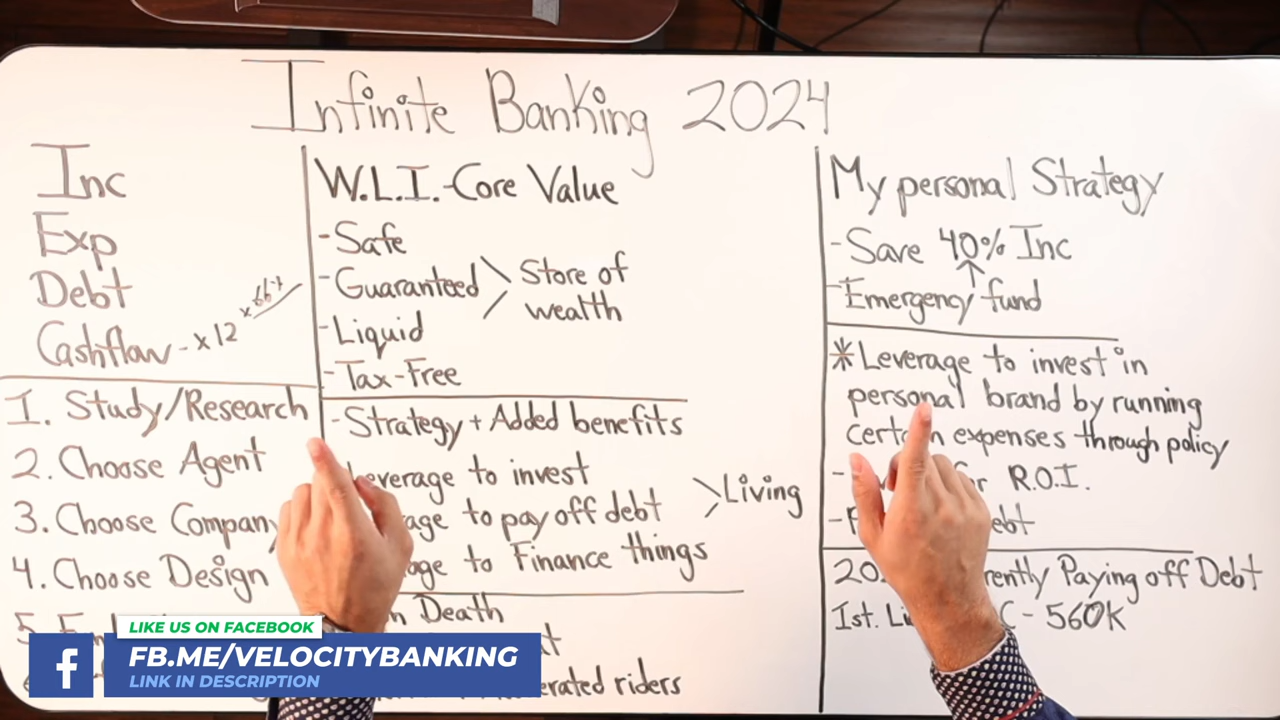 Infinite Banking 2024
Inc
Exp
Debt
Cashflow - x 12
1. Study/Research
2. Choose Agent
3. Choose Company
4. Choose Design
5.
W.L.I.-Core Value
-Safe
-Guaranteed
-Liquid
Store of
wealth
-Tax-Free
-Strategy + Added benefits
Leverage to invest
to pay off debt
to Finance things
Living
Death
riders
My personal Strategy
-Save 40% Inc
-Emergency fund
*Leverage to invest in
personal brand by running
certain expenses through policy
R.O.I.
Paying off Debt
1st.
- 560K
LIKE US ON FACEBOOK
FB.ME/VELOCITYBANKING
LINK IN DESCRIPTION